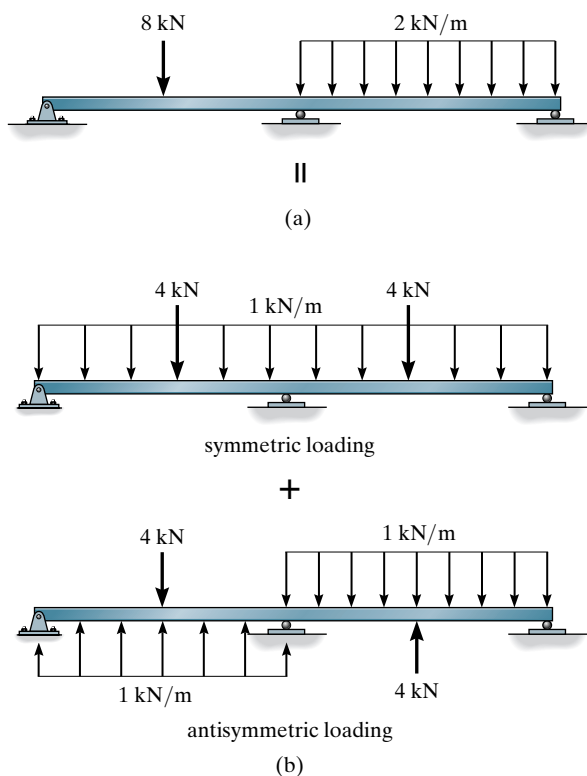 8 kN
2 kN/m
=
(a)
4 kN
1 kN/m
4 kN
symmetric loading
+
4 kN
1 kN/m
1 kN/m
4 kN
antisymmetric loading
(b)